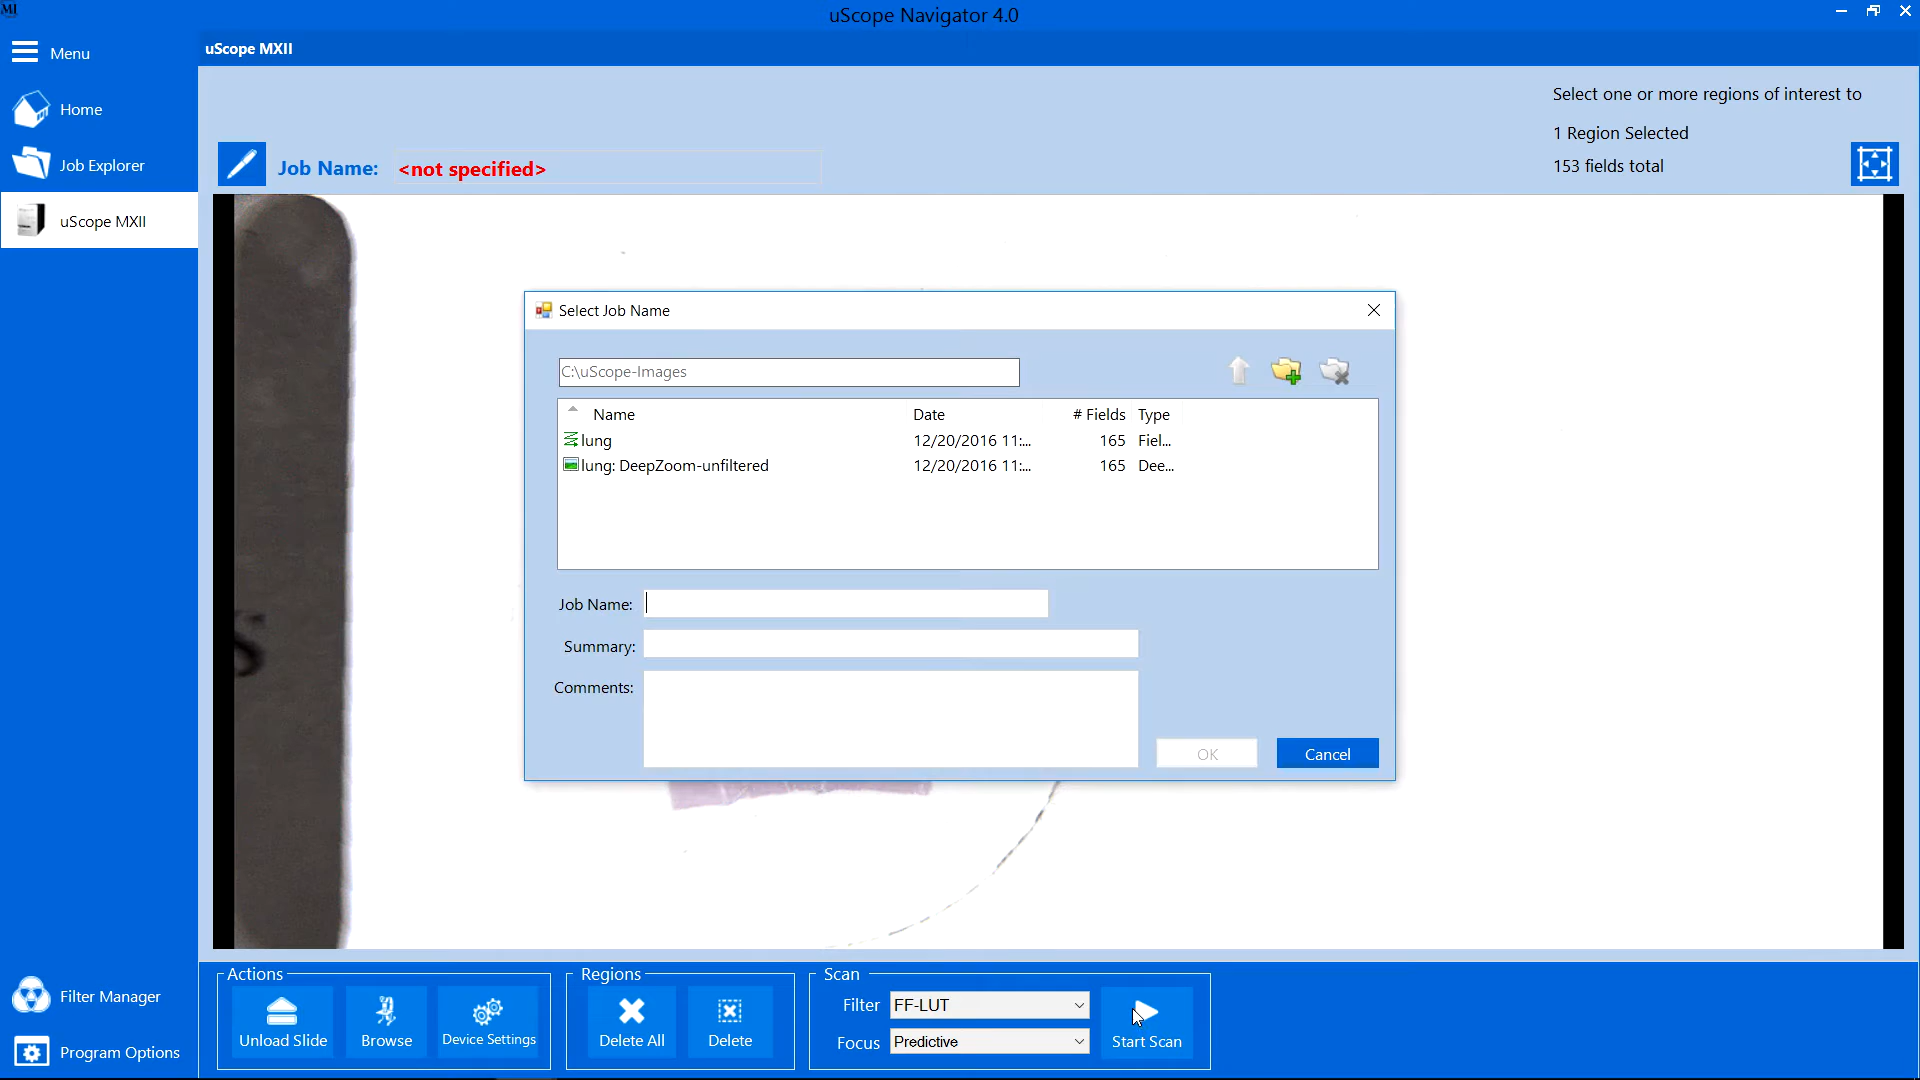 uScope Navigator 4.0
Menu
uScope MXII
Home
Job Explorer
uScope MXII
Select one or more regions of interest to
1 Region Selected
153 fields total
Job Name: <not specified>
Select Job Name
C:\uScope-Images
Name Date # Fields Type
lung 12/20/2016 11:... 165 Fiel...
lung: DeepZoom-unfiltered 12/20/2016 11:... 165 Dee...
Job Name:
Summary:
Comments:
OK Cancel
Filter Manager
Program Options
Actions
Unload Slide Browse Device Settings
Regions
Delete All Delete
Scan
Filter FF-LUT
Focus Predictive
Start Scan